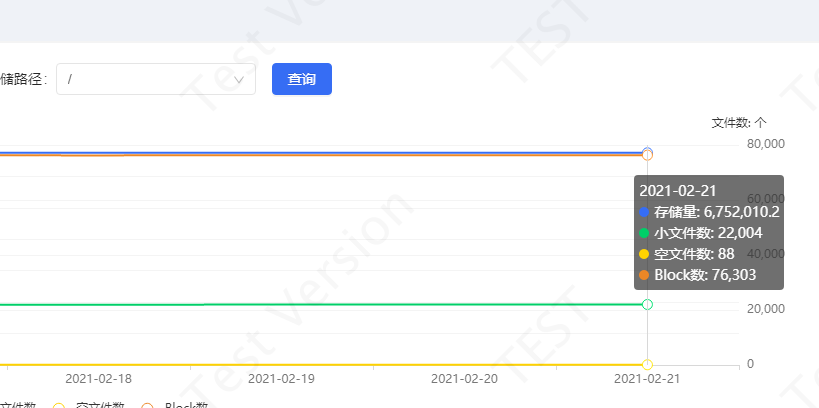 Test Version
TEST
储路径:
/
查询
文件数: 个
80,000
2021-02-21
60,000
存储量: 6,752,010.2
小文件数: 22,004
空文件数: 88
40,000
Block数: 76,303
Test Version
TEST
20,000
0
2021-02-18
2021-02-19
2021-02-20
2021-02-21
文件数
空文件数
Block数